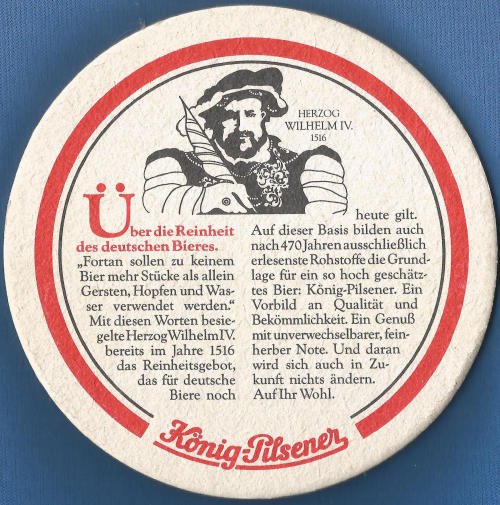 HERZOG
WILHELM IV.
1516
Über die Reinheit
des deutschen Bieres.
„Fortan sollen zu keinem
Bier mehr Stücke als allein
Gersten, Hopfen und Was-
ser verwendet werden.“
Mit diesen Worten besie-
gelte Herzog Wilhelm IV.
bereits im Jahre 1516
das Reinheitsgebot,
das für deutsche
Biere noch
heute gilt.
Auf dieser Basis bilden auch
nach 470 Jahren ausschließlich
erlesenste Rohstoffe die Grund-
lage für ein so hoch geschätz-
tes Bier: König-Pilsener. Ein
Vorbild an Qualität und
Bekömmlichkeit. Ein Genuß
mit unverwechselbarer, fein-
herber Note. Und daran
wird sich auch in Zu-
kunft nichts ändern.
Auf Ihr Wohl.
König-Pilsener